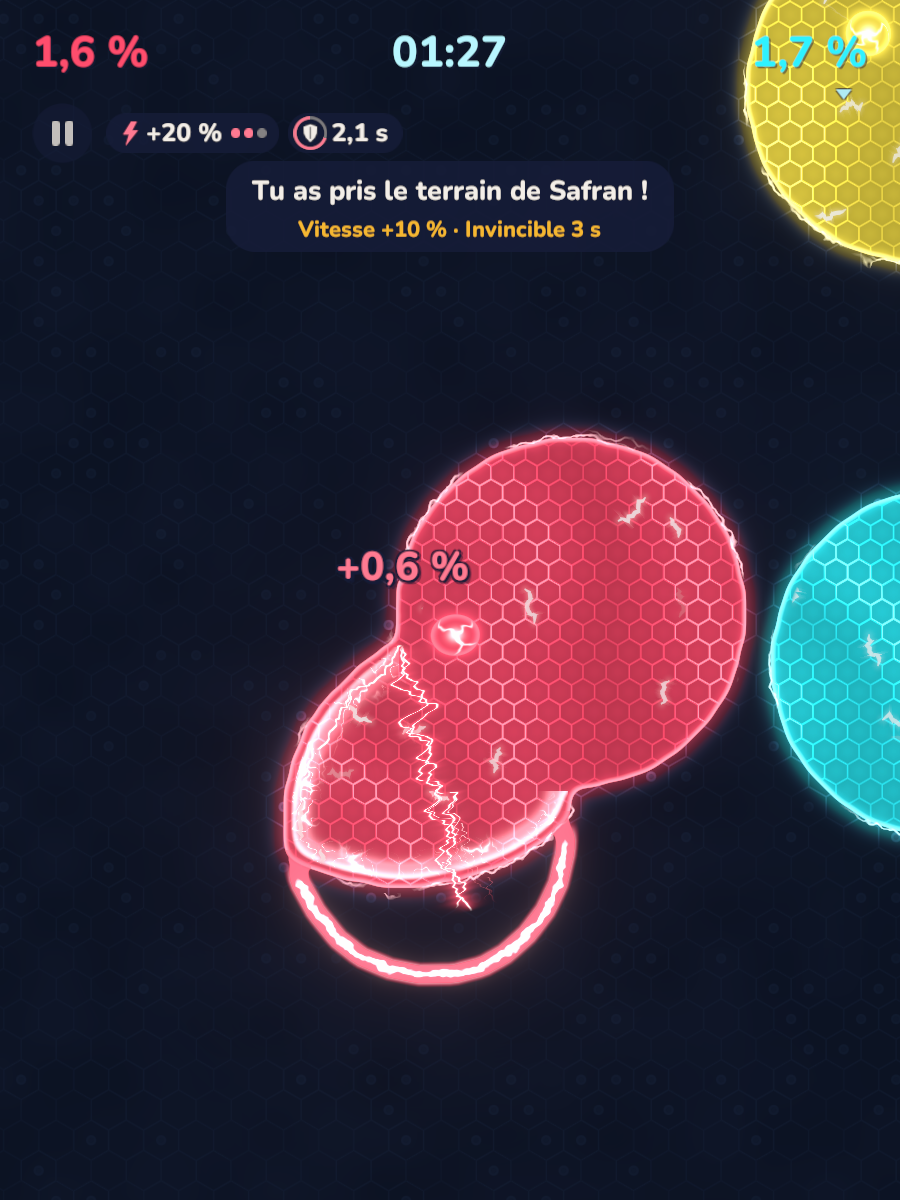 1,6 %
01:27
1,7 %
+20 %
2,1 s
Tu as pris le terrain de Safran !
Vitesse +10 % · Invincible 3 s
+0,6 %